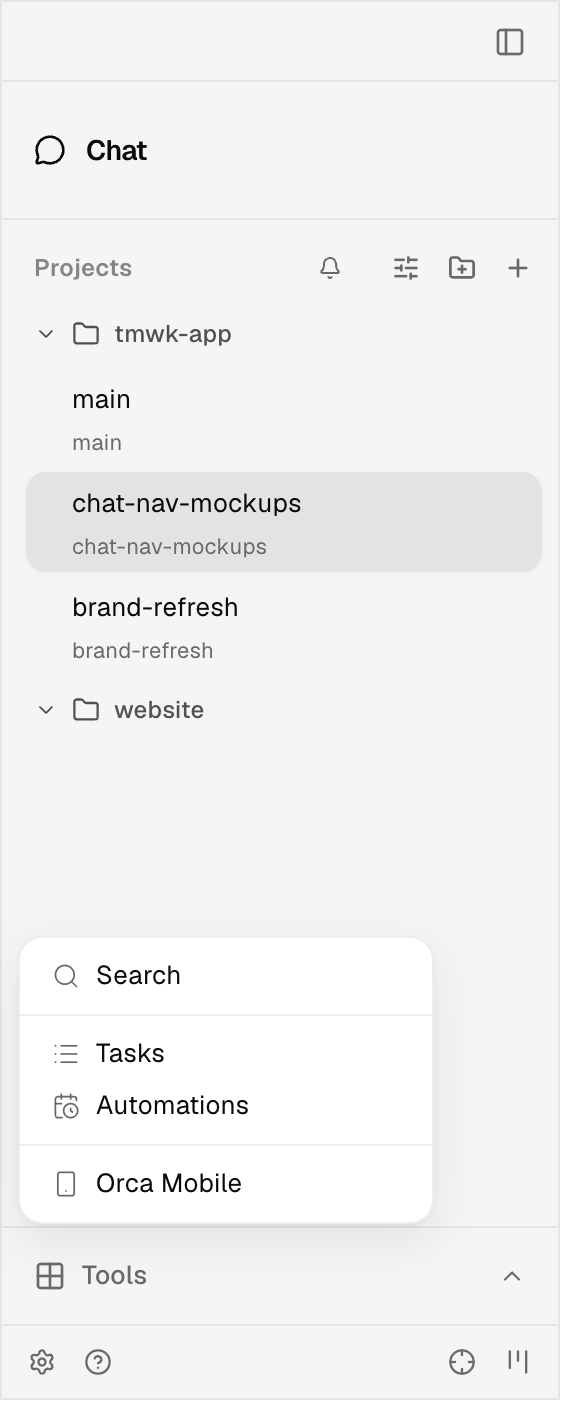 Chat
Projects
tmwk-app
main
main
chat-nav-mockups
chat-nav-mockups
brand-refresh
brand-refresh
website
Search
Tasks
Automations
Orca Mobile
Tools